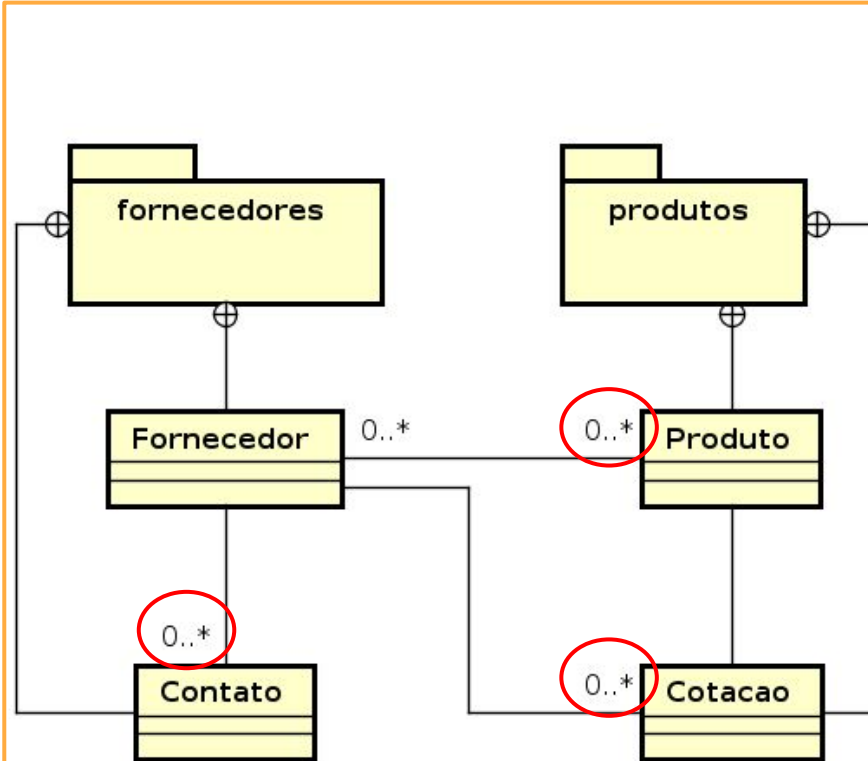 fornecedores
produtos
Fornecedor
0..*
0..*
Produto
0..*
Contato
0..*
Cotacao